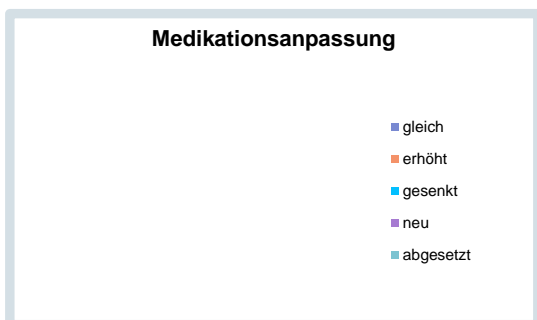 Medikationsanpassung
gleich
erhöht
gesenkt
neu
abgesetzt